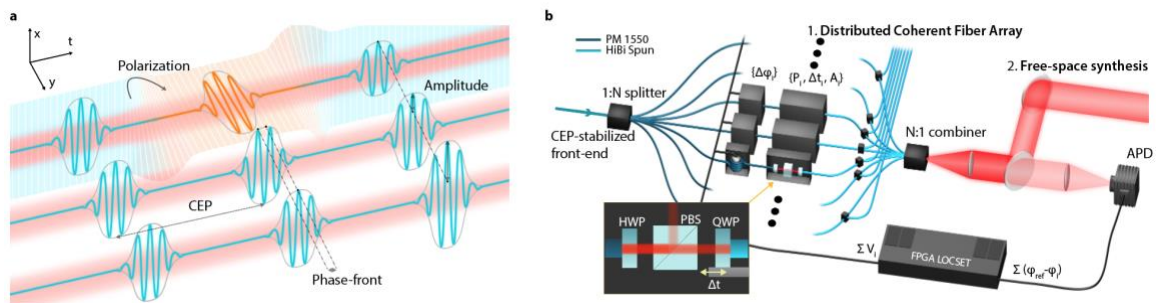 a
x
t
y
Polarization
Amplitude
CEP
Phase-front
b
PM 1550
HiBi Spun
1. Distributed Coherent Fiber Array
{Δφᵢ}
{Pᵢ, Δtᵢ, Aᵢ}
2. Free-space synthesis
1:N splitter
CEP-stabilized
front-end
N:1 combiner
APD
HWP
PBS
QWP
Δt
Σ Vᵢ
FPGA LOCSET
Σ (φref-φᵢ)